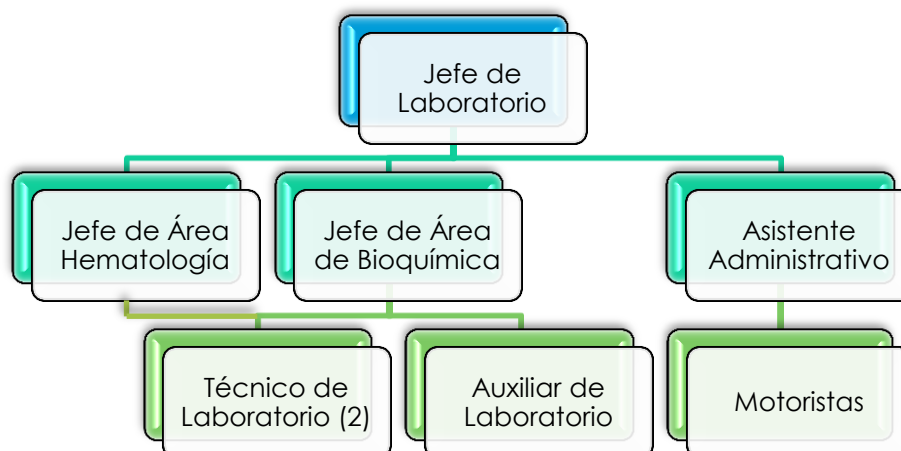 Jefe de
Laboratorio
Jefe de Área
Hematología
Jefe de Área
de Bioquímica
Asistente
Administrativo
Técnico de
Laboratorio (2)
Auxiliar de
Laboratorio
Motoristas